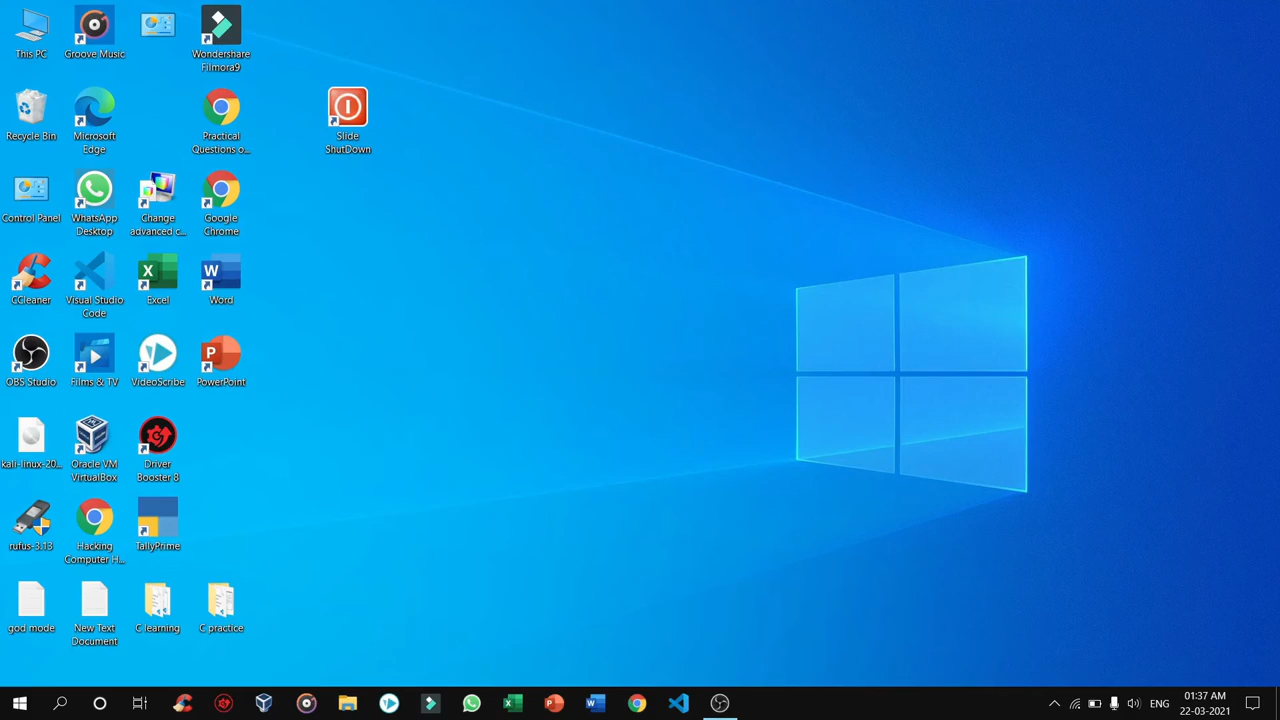 This PC
Groove Music
Wondershare
Filmora9
Recycle Bin
Microsoft
Edge
Practical
Questions o...
Slide
ShutDown
Control Panel
WhatsApp
Desktop
Change
advanced c...
Google
Chrome
CCleaner
Visual Studio
Code
Excel
Word
OBS Studio
Films & TV
VideoScribe
PowerPoint
kali-linux-20...
Oracle VM
VirtualBox
Driver
Booster 8
rufus-3.13
Hacking
Computer H...
TallyPrime
god mode
New Text
Document
C learning
C practice
ENG
01:37 AM
22-03-2021